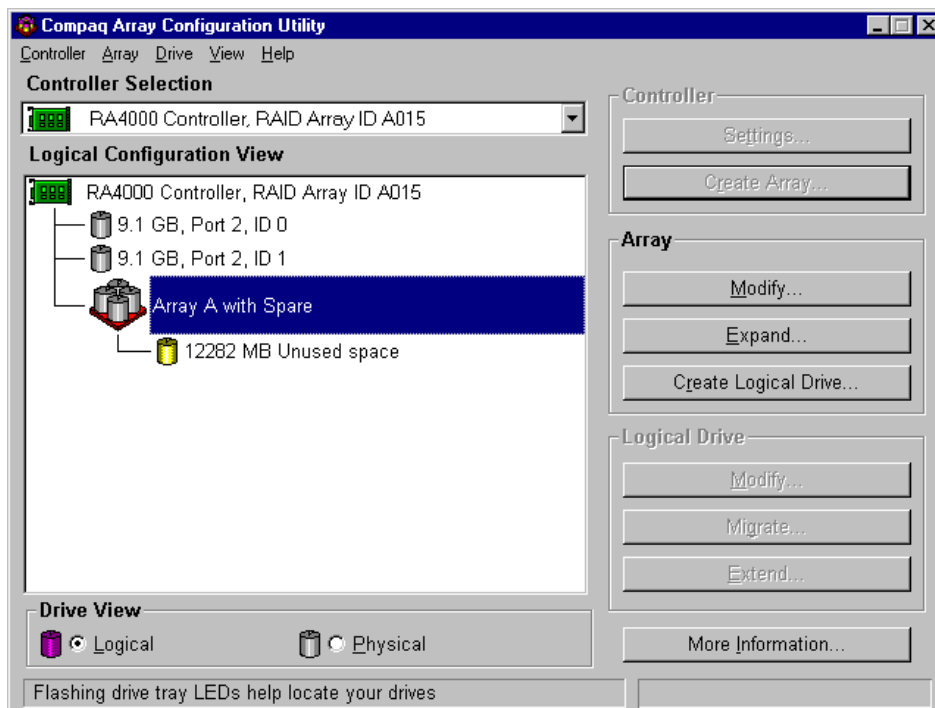 Compaq Array Configuration Utility
Controller Array Drive View Help
Controller Selection
RA4000 Controller, RAID Array ID A015
Logical Configuration View
RA4000 Controller, RAID Array ID A015
9.1 GB, Port 2, ID 0
9.1 GB, Port 2, ID 1
Array A with Spare
12282 MB Unused space
Drive View
Logical
Physical
Controller
Settings...
Create Array...
Array
Modify...
Expand...
Create Logical Drive...
Logical Drive
Modify...
Migrate...
Extend...
More Information...
Flashing drive tray LEDs help locate your drives